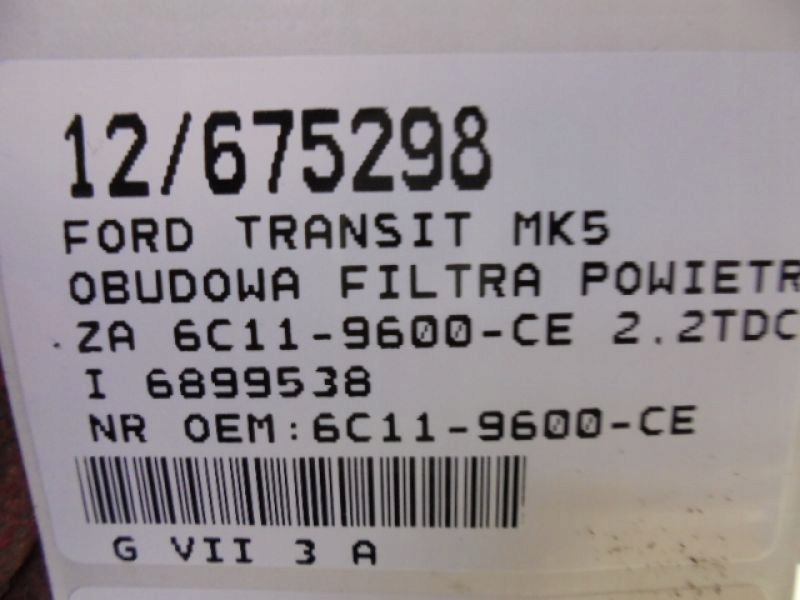 12/675298
FORD TRANSIT MK5
OBUDOWA FILTRA POWIETR
ZA 6C11-9600-CE 2.2TDC
I 6899538
NR OEM:6C11-9600-CE
G VII 3 A